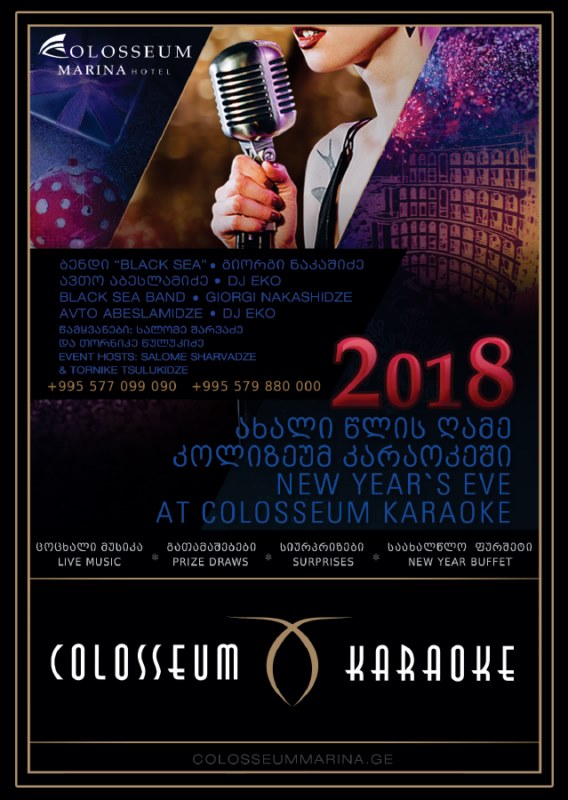 COLOSSEUM
MARINA HOTEL
ბენდი "BLACK SEA" • გიორგი ნაკაშიძე
ავთო აბესლამიძე • DJ EKO
BLACK SEA BAND • GIORGI NAKASHIDZE
AVTO ABESLAMIDZE • DJ EKO
წამყვანები: სალომე შარვაძე
და თორნიკე წულუკიძე
EVENT HOSTS: SALOME SHARVADZE
& TORNIKE TSULUKIDZE
+995 577 099 090 +995 579 880 000
2018
ახალი წლის ღამე
კოლიზეუმ კარაოკეში
NEW YEAR`S EVE
AT COLOSSEUM KARAOKE
ცოცხალი მუსიკა * გათამაშებები * სიურპრიზები * საახალწლო ფურშეტი
LIVE MUSIC PRIZE DRAWS SURPRISES NEW YEAR BUFFET
COLOSSEUM KARAOKE
COLOSSEUMMARINA.GE